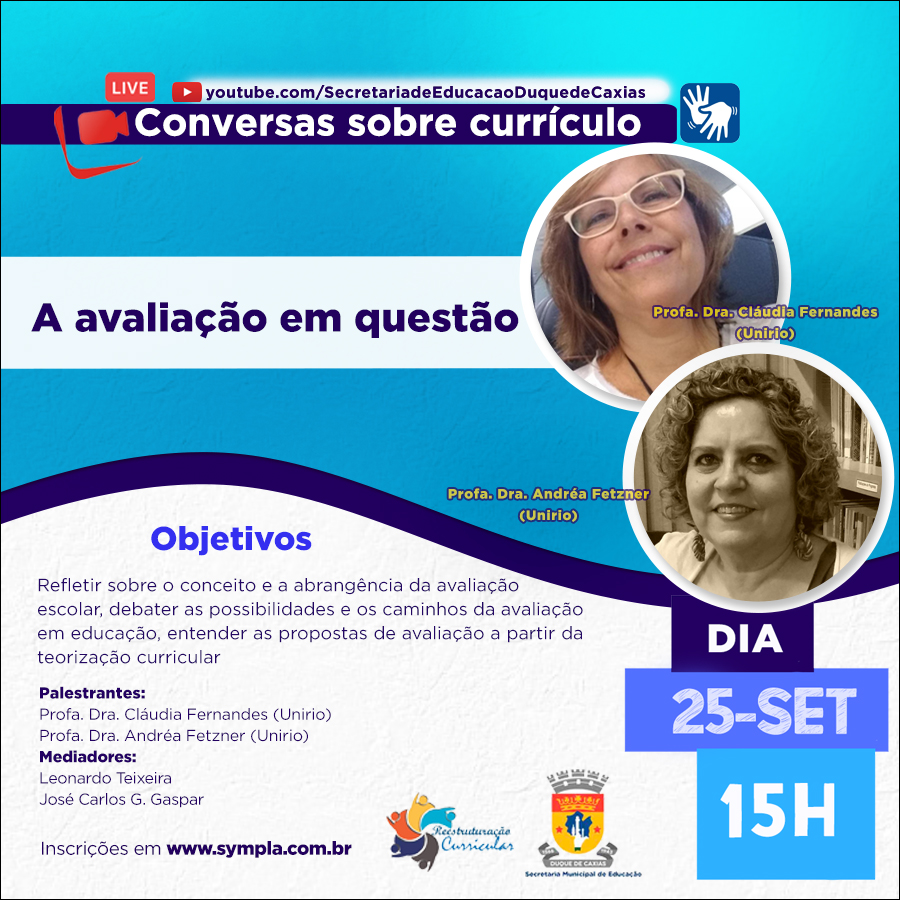 LIVE
youtube.com/SecretariadeEducacaoDuquedeCaxias
Conversas sobre currículo
A avaliação em questão
Profa. Dra. Cláudia Fernandes
(Unirio)
Profa. Dra. Andréa Fetzner
(Unirio)
Objetivos
Refletir sobre o conceito e a abrangência da avaliação
escolar, debater as possibilidades e os caminhos da avaliação
em educação, entender as propostas de avaliação a partir da
teorização curricular
Palestrantes:
Profa. Dra. Cláudia Fernandes (Unirio)
Profa. Dra. Andréa Fetzner (Unirio)
Mediadores:
Leonardo Teixeira
José Carlos G. Gaspar
Inscrições em www.sympla.com.br
Reestruturação
Curricular
DUQUE DE CAXIAS
Secretaria Municipal de Educação
DIA
25-SET
15H